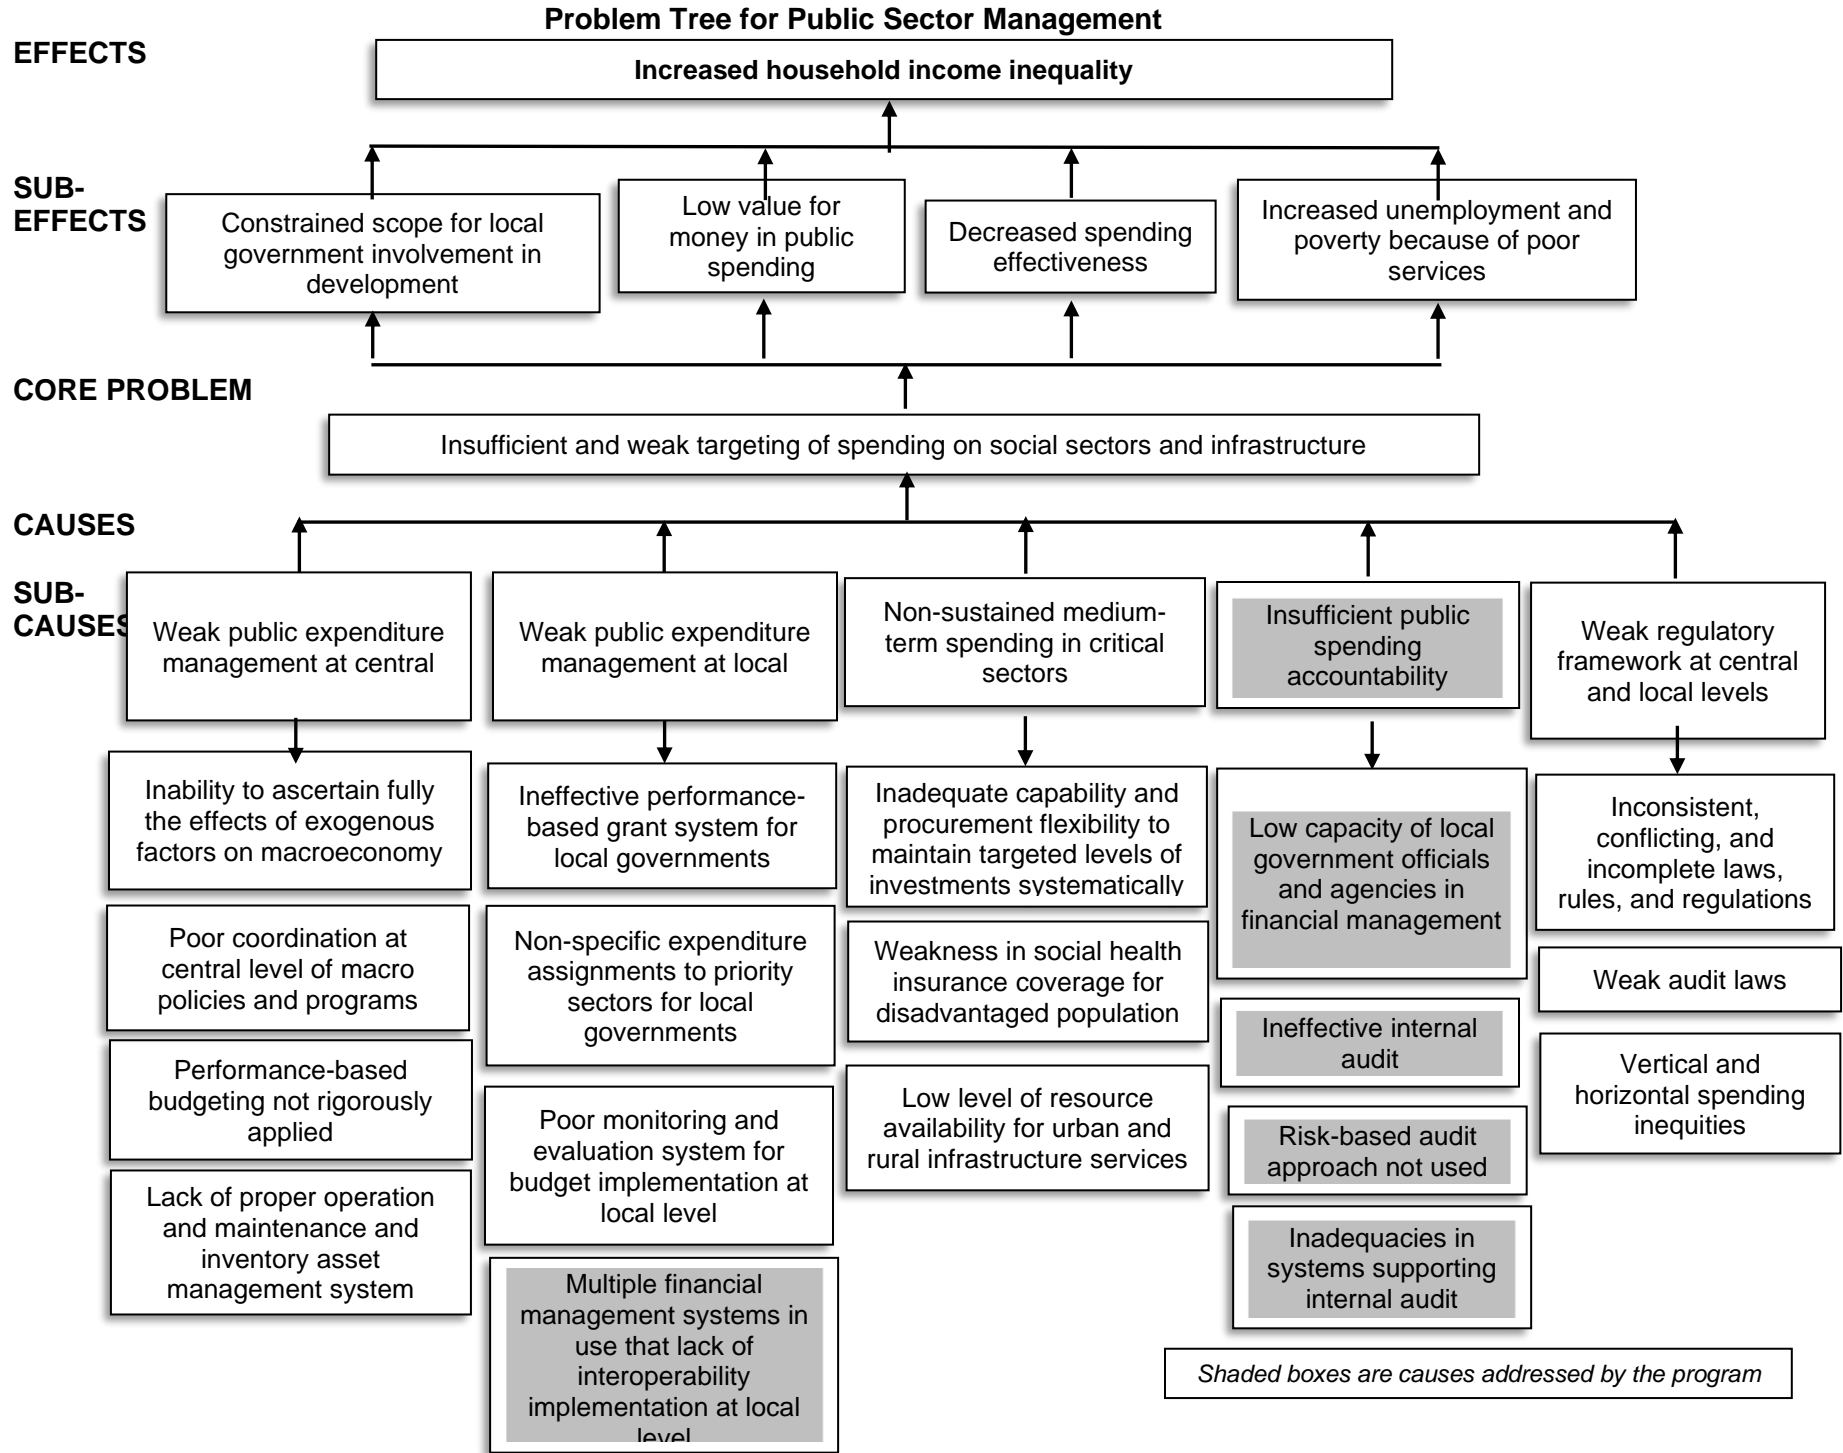 Problem Tree for Public Sector Management
EFFECTS
Increased household income inequality
SUB-
EFFECTS
Constrained scope for local
government involvement in
development
Low value for
money in public
spending
Decreased spending
effectiveness
Increased unemployment and
poverty because of poor
services
CORE PROBLEM
Insufficient and weak targeting of spending on social sectors and infrastructure
CAUSES
SUB-
CAUSES
Weak public expenditure
management at central
Weak public expenditure
management at local
Non-sustained medium-
term spending in critical
sectors
Insufficient public
spending
accountability
Weak regulatory
framework at central
and local levels
Inability to ascertain fully
the effects of exogenous
factors on macroeconomy
Poor coordination at
central level of macro
policies and programs
Performance-based
budgeting not rigorously
applied
Lack of proper operation
and maintenance and
inventory asset
management system
Ineffective performance-
based grant system for
local governments
Non-specific expenditure
assignments to priority
sectors for local
governments
Poor monitoring and
evaluation system for
budget implementation at
local level
Multiple financial
management systems in
use that lack of
interoperability
implementation at local
level
Inadequate capability and
procurement flexibility to
maintain targeted levels of
investments systematically
Weakness in social health
insurance coverage for
disadvantaged population
Low level of resource
availability for urban and
rural infrastructure services
Low capacity of local
government officials
and agencies in
financial management
Ineffective internal
audit
Risk-based audit
approach not used
Inadequacies in
systems supporting
internal audit
Inconsistent,
conflicting, and
incomplete laws,
rules, and regulations
Weak audit laws
Vertical and
horizontal spending
inequities
Shaded boxes are causes addressed by the program